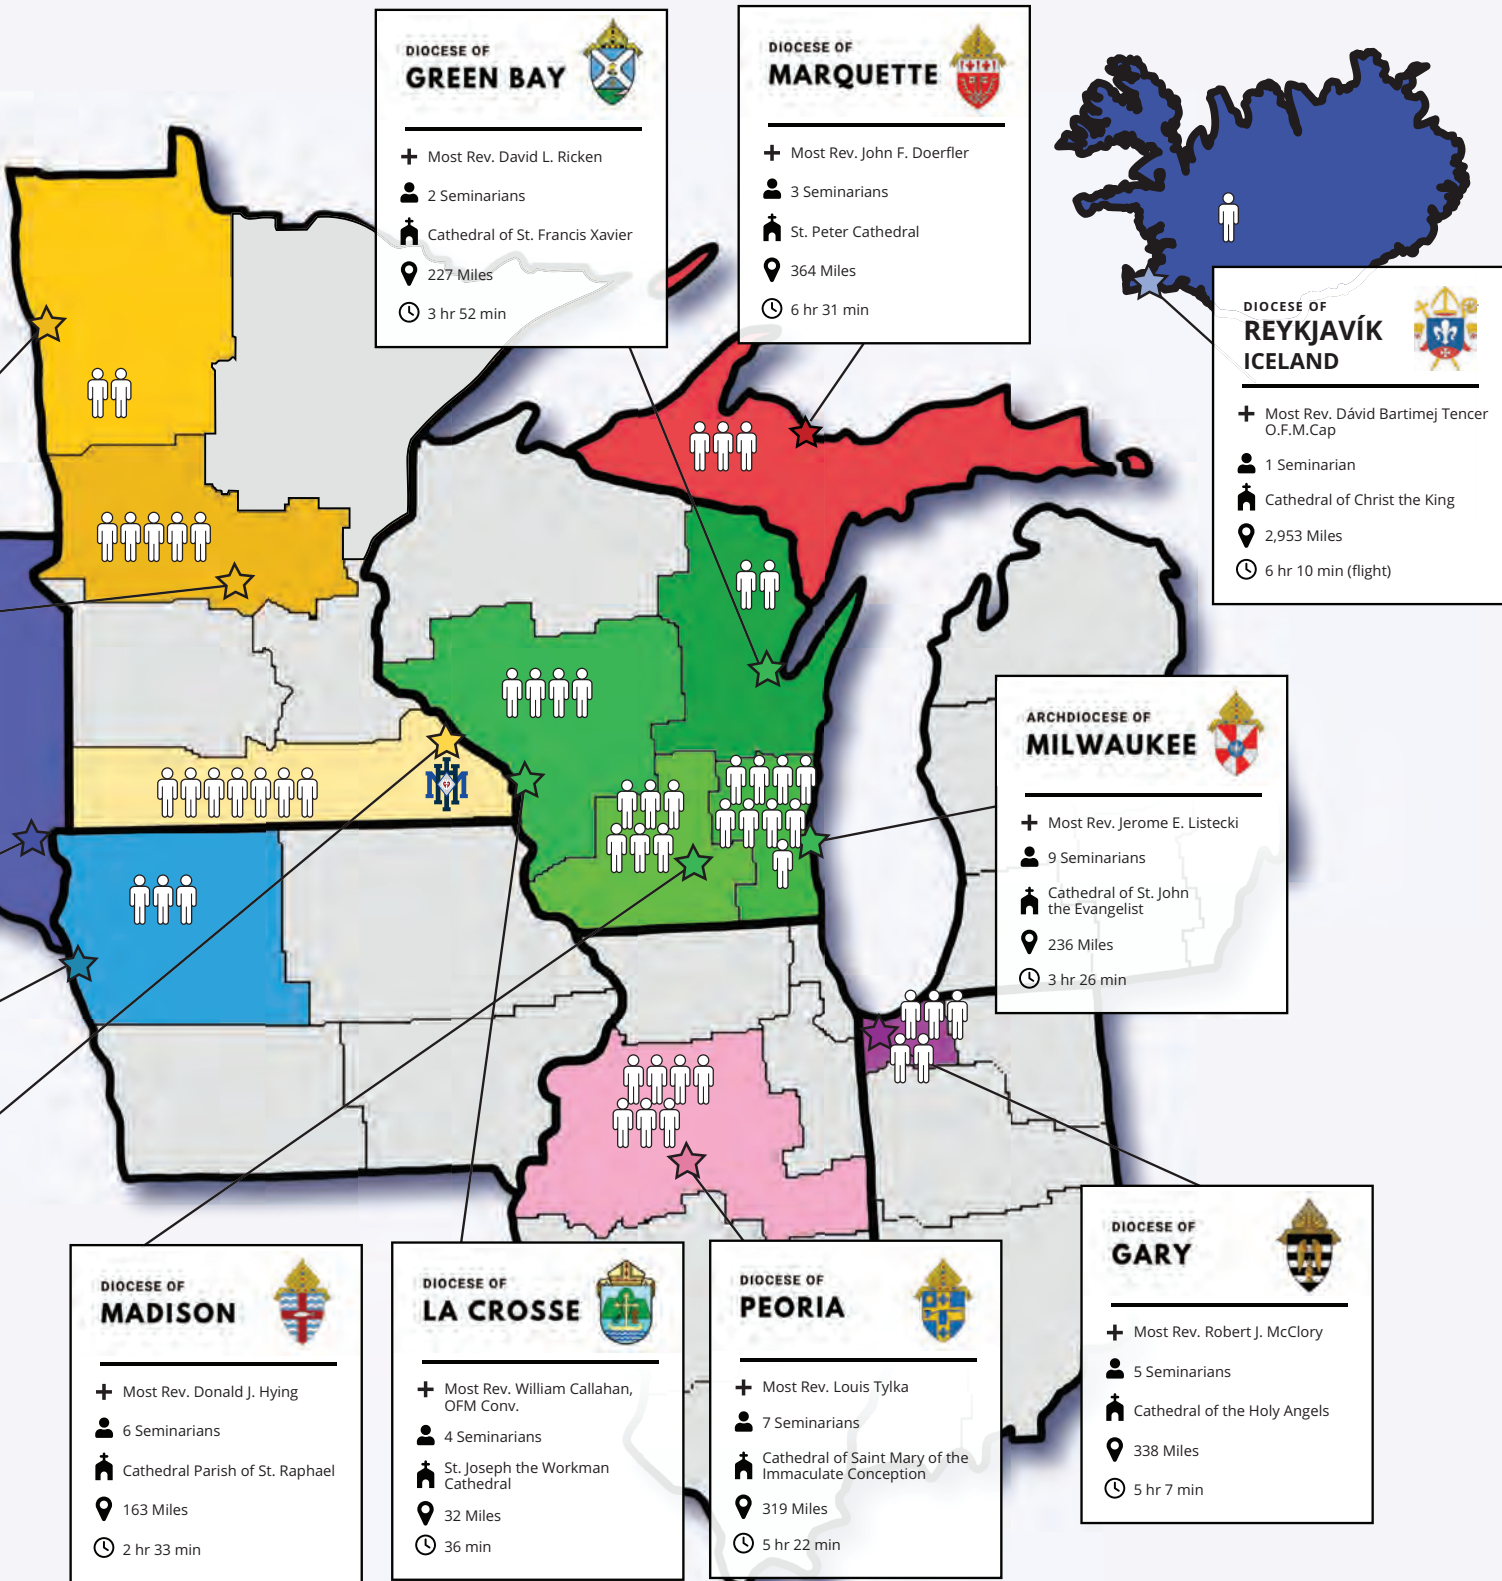 DIOCESE OF
GREEN BAY
Most Rev. David L. Ricken
2 Seminarians
Cathedral of St. Francis Xavier
227 Miles
3 hr 52 min
DIOCESE OF
MARQUETTE
Most Rev. John F. Doerfler
3 Seminarians
St. Peter Cathedral
364 Miles
6 hr 31 min
DIOCESE OF
REYKJAVÍK
ICELAND
Most Rev. Dávid Bartimej Tencer
O.F.M.Cap
1 Seminarian
Cathedral of Christ the King
2,953 Miles
6 hr 10 min (flight)
ARCHDIOCESE OF
MILWAUKEE
Most Rev. Jerome E. Listecki
9 Seminarians
Cathedral of St. John
the Evangelist
236 Miles
3 hr 26 min
DIOCESE OF
MADISON
Most Rev. Donald J. Hying
6 Seminarians
Cathedral Parish of St. Raphael
163 Miles
2 hr 33 min
DIOCESE OF
LA CROSSE
Most Rev. William Callahan,
OFM Conv.
4 Seminarians
St. Joseph the Workman
Cathedral
32 Miles
36 min
DIOCESE OF
PEORIA
Most Rev. Louis Tylka
7 Seminarians
Cathedral of Saint Mary of the
Immaculate Conception
319 Miles
5 hr 22 min
DIOCESE OF
GARY
Most Rev. Robert J. McClory
5 Seminarians
Cathedral of the Holy Angels
338 Miles
5 hr 7 min